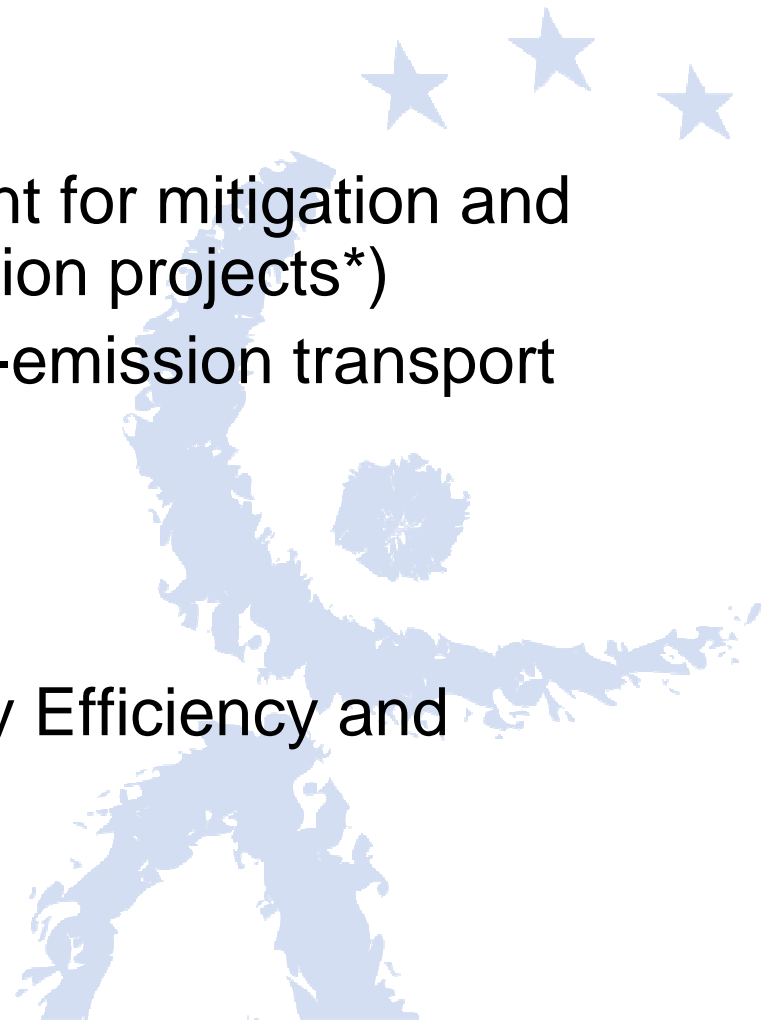 nt for mitigation and
ion projects*)
-emission transport
y Efficiency and